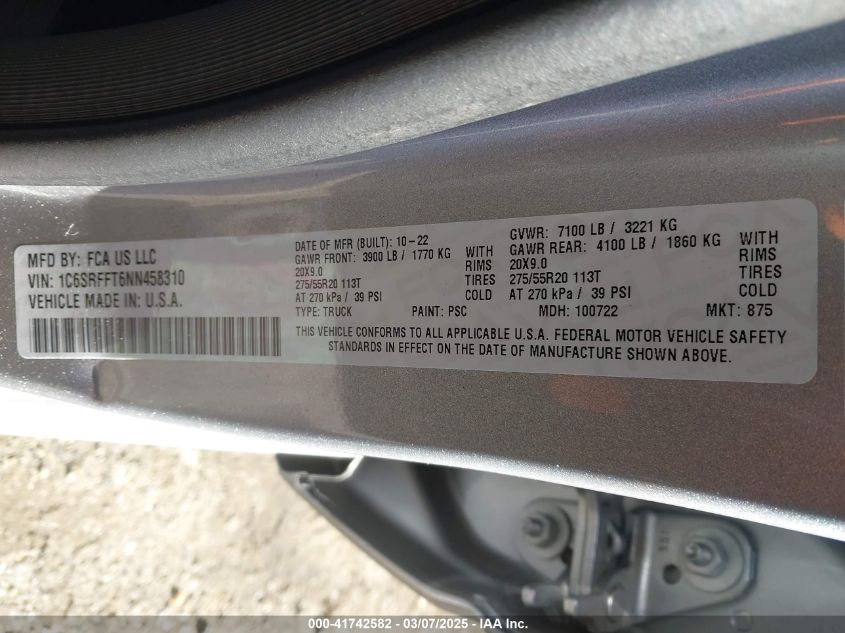 MFD BY: FCA US LLC
VIN: 1C6SRFFT6NN458310
VEHICLE MADE IN: U.S.A.
DATE OF MFR (BUILT): 10-22
GAWR FRONT: 3900 LB / 1770 KG WITH
20X9.0 RIMS
275/55R20 113T TIRES
AT 270 kPa / 39 PSI COLD
GVWR: 7100 LB / 3221 KG
GAWR REAR: 4100 LB / 1860 KG WITH
20X9.0 RIMS
275/55R20 113T TIRES
AT 270 kPa / 39 PSI COLD
TYPE: TRUCK PAINT: PSC MDH: 100722 MKT: 875
THIS VEHICLE CONFORMS TO ALL APPLICABLE U.S.A. FEDERAL MOTOR VEHICLE SAFETY
STANDARDS IN EFFECT ON THE DATE OF MANUFACTURE SHOWN ABOVE.
000-41742582 - 03/07/2025 - IAA Inc.